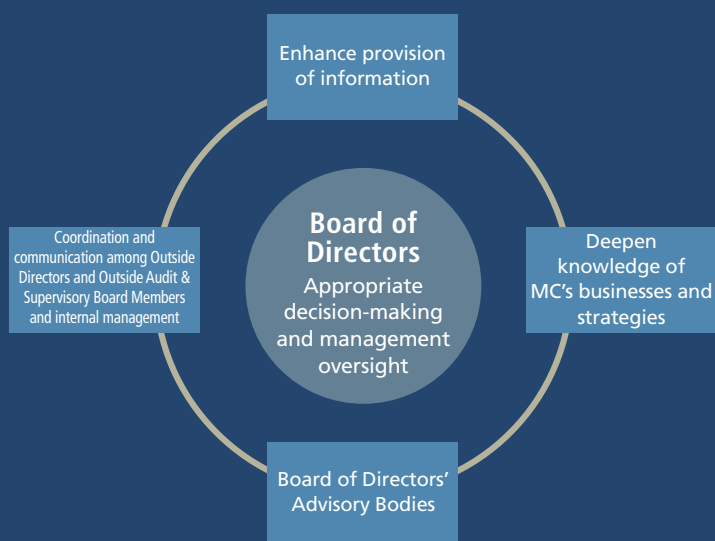 Enhance provision
of information
Coordination and
communication among Outside
Directors and Outside Audit &
Supervisory Board Members
and internal management
Board of
Directors
Appropriate
decision-making
and management
oversight
Deepen
knowledge of
MC's businesses and
strategies
Board of Directors'
Advisory Bodies